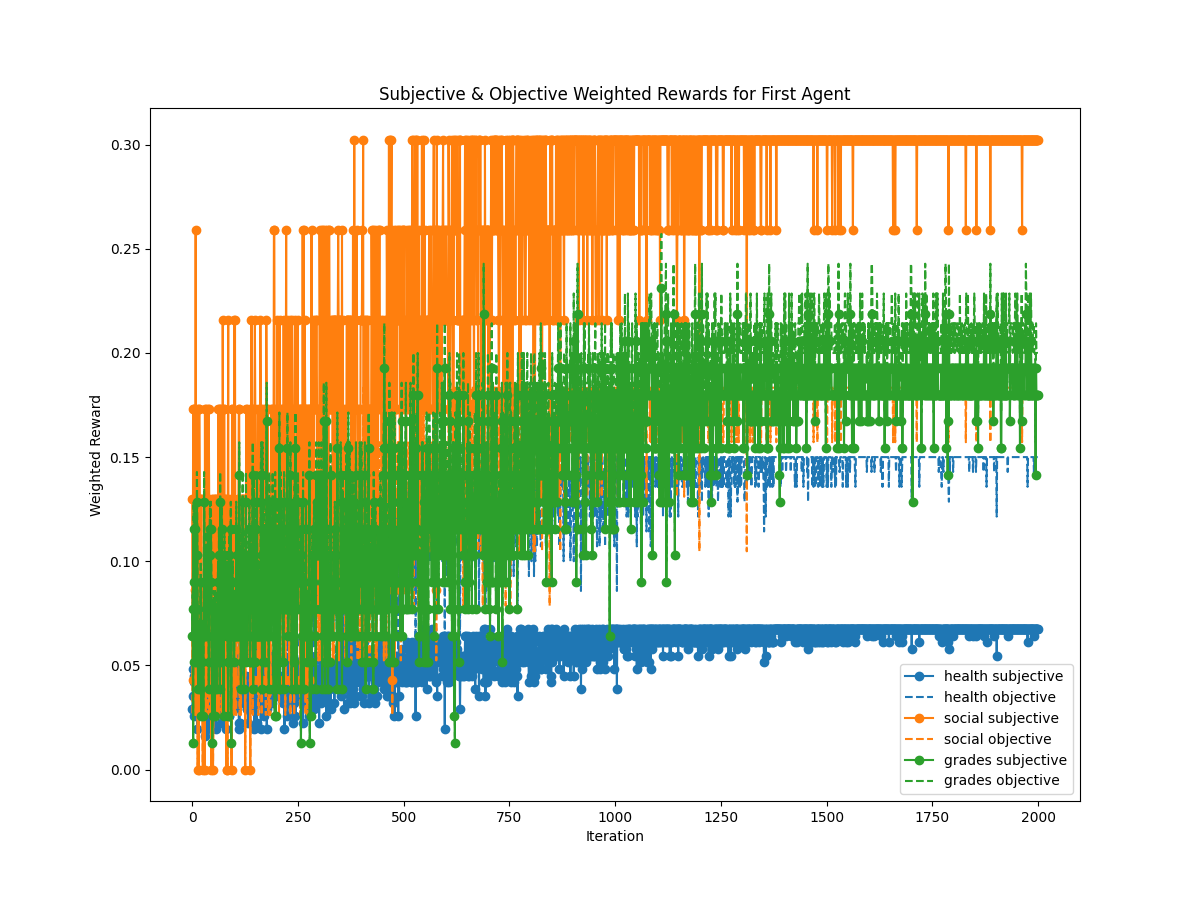 Subjective & Objective Weighted Rewards for First Agent
0.30
0.25
0.20
0.15
0.10
0.05
0.00
Weighted Reward
0 250 500 750 1000 1250 1500 1750 2000
Iteration
health subjective
health objective
social subjective
social objective
grades subjective
grades objective